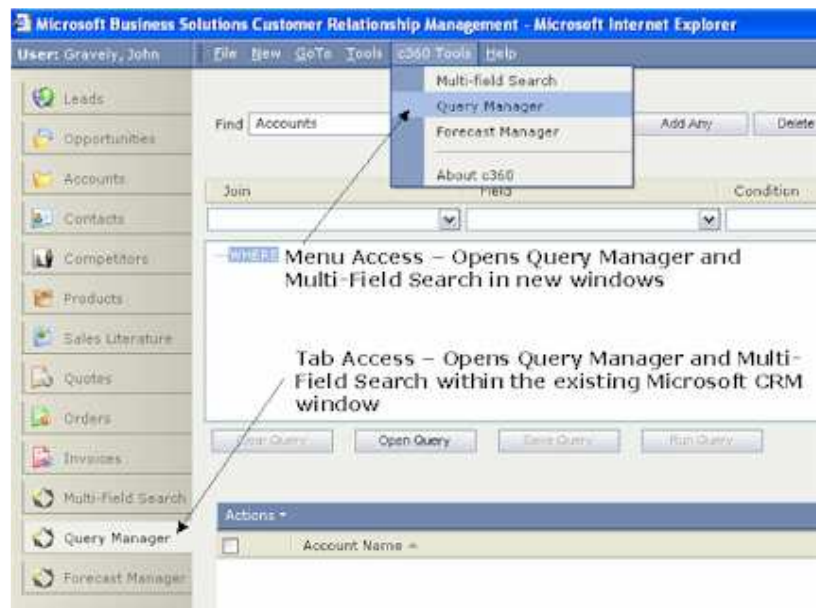 Microsoft Business Solutions Customer Relationship Management - Microsoft Internet Explorer
User: Gravely, John File New GoTo Tools c360 Tools Help
Multi-field Search
Query Manager
Forecast Manager
About c360
Leads
Opportunities
Accounts
Contacts
Competitors
Products
Sales Literature
Quotes
Orders
Invoices
Multi-Field Search
Query Manager
Forecast Manager
Find Accounts Add Any Delete
Join Field Condition
WHERE
Menu Access – Opens Query Manager and
Multi-Field Search in new windows
Tab Access – Opens Query Manager and Multi-
Field Search within the existing Microsoft CRM
window
Clear Query Open Query Save Query Run Query
Actions
Account Name